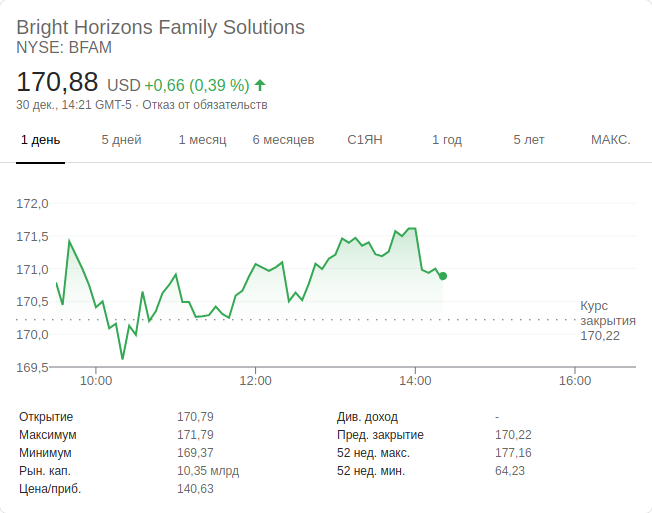 Bright Horizons Family Solutions
NYSE: BFAM
170,88 USD +0,66 (0,39 %)
30 дек., 14:21 GMT-5 · Отказ от обязательств
1 день 5 дней 1 месяц 6 месяцев С1ЯН 1 год 5 лет МАКС.
172,0
171,5
171,0
170,5
170,0
169,5
Курс
закрытия
170,22
10:00 12:00 14:00 16:00
Открытие 170,79 Див. доход -
Максимум 171,79 Пред. закрытие 170,22
Минимум 169,37 52 нед. макс. 177,16
Рын. кап. 10,35 млрд 52 нед. мин. 64,23
Цена/приб. 140,63